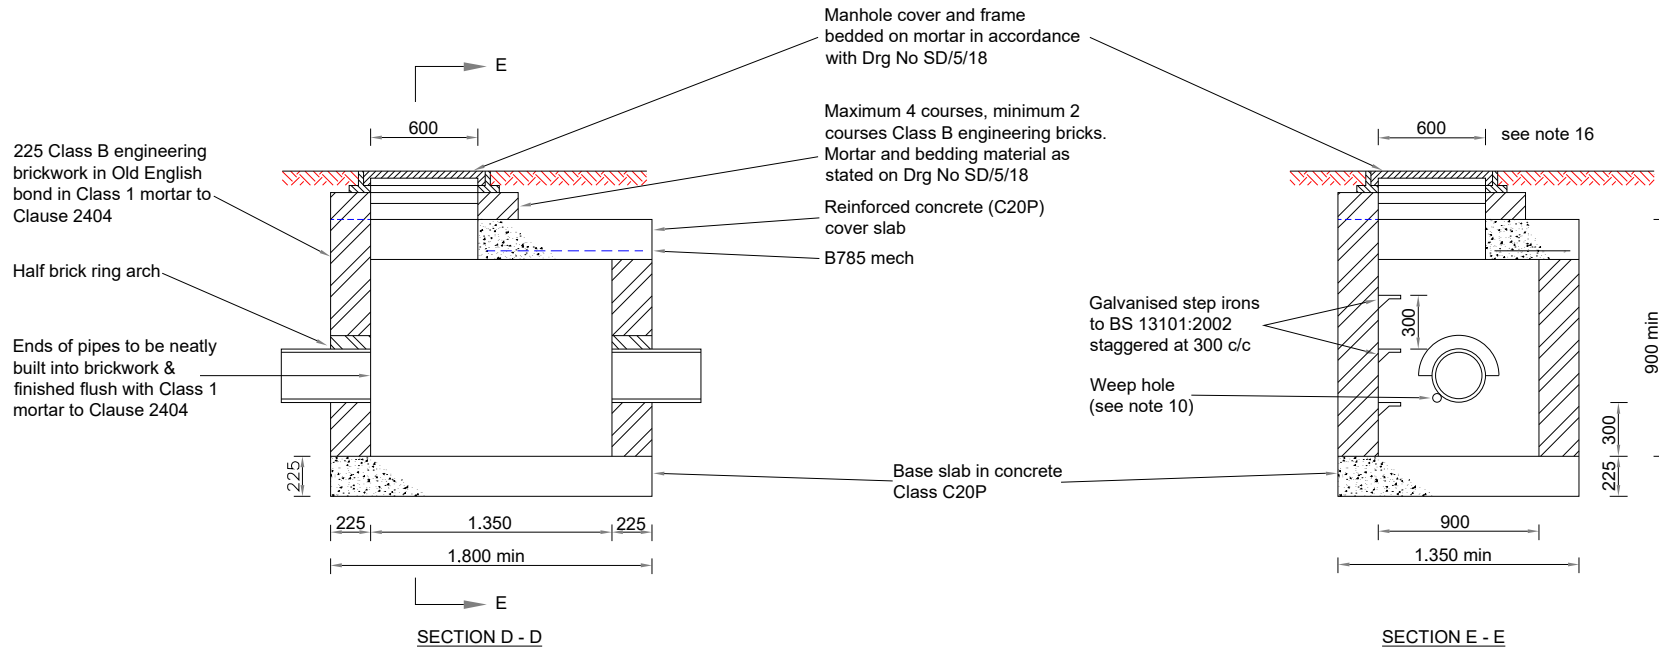 Manhole cover and frame
bedded on mortar in accordance
with Drg No SD/5/18
E
600
Maximum 4 courses, minimum 2
courses Class B engineering bricks.
Mortar and bedding material as
stated on Drg No SD/5/18
600
see note 16
225 Class B engineering
brickwork in Old English
bond in Class 1 mortar to
Clause 2404
Reinforced concrete (C20P)
cover slab
B785 mech
Half brick ring arch
Galvanised step irons
to BS 13101:2002
staggered at 300 c/c
300
900 min
Ends of pipes to be neatly
built into brickwork &
finished flush with Class 1
mortar to Clause 2404
Weep hole
(see note 10)
300
225
Base slab in concrete
Class C20P
225
225
1.350
225
900
1.800 min
1.350 min
E
SECTION D - D
SECTION E - E